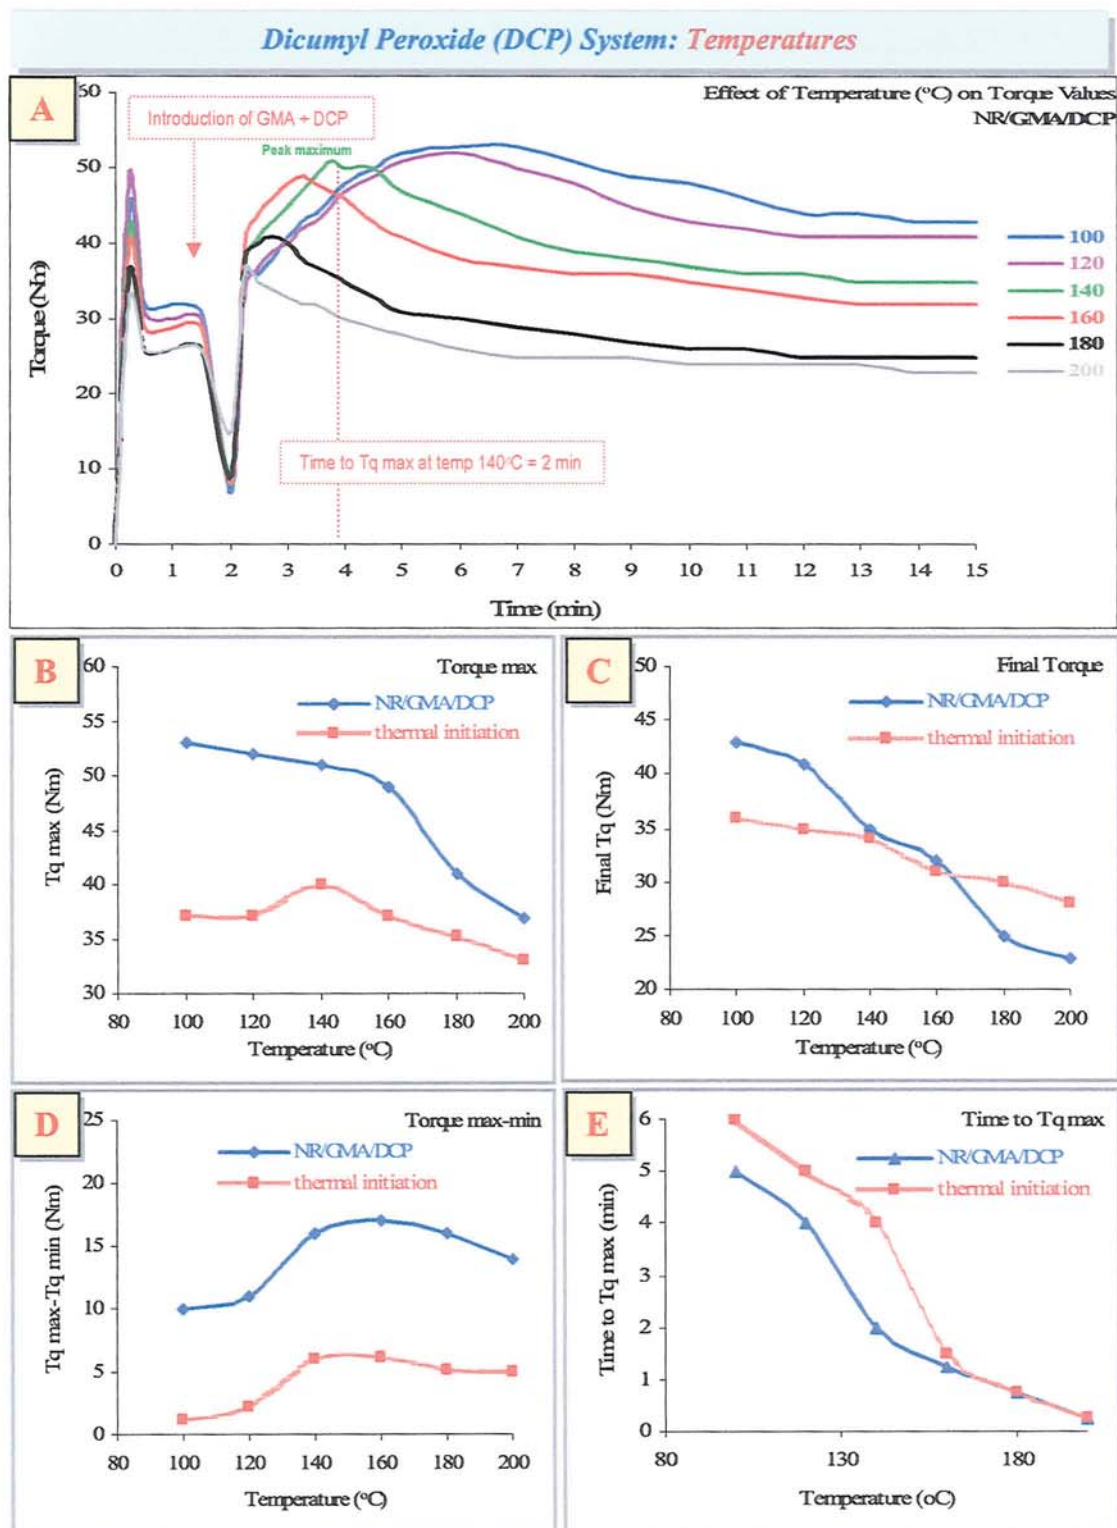 Dicumyl Peroxide (DCP) System: Temperatures
A
Effect of Temperature (°C) on Torque Values
NR/GMA/DCP
Introduction of GMA + DCP
Peak maximum
Time to Tq max at temp 140°C = 2 min
100
120
140
160
180
200
Torque (Nm)
60
50
40
30
20
10
0
0 1 2 3 4 5 6 7 8 9 10 11 12 13 14 15
Time (min)
B
Torque max
NR/GMA/DCP
thermal initiation
Tq max (Nm)
60
55
50
45
40
35
30
80 100 120 140 160 180 200
Temperature (°C)
C
Final Torque
NR/GMA/DCP
thermal initiation
Final Tq (Nm)
50
45
40
35
30
25
20
80 100 120 140 160 180 200
Temperature (°C)
D
Torque max-min
NR/GMA/DCP
thermal initiation
Tq max-Tq min (Nm)
25
20
15
10
5
0
80 100 120 140 160 180 200
Temperature (°C)
E
Time to Tq max
NR/GMA/DCP
thermal initiation
Time to Tq max (min)
6
5
4
3
2
1
0
80 130 180
Temperature (oC)